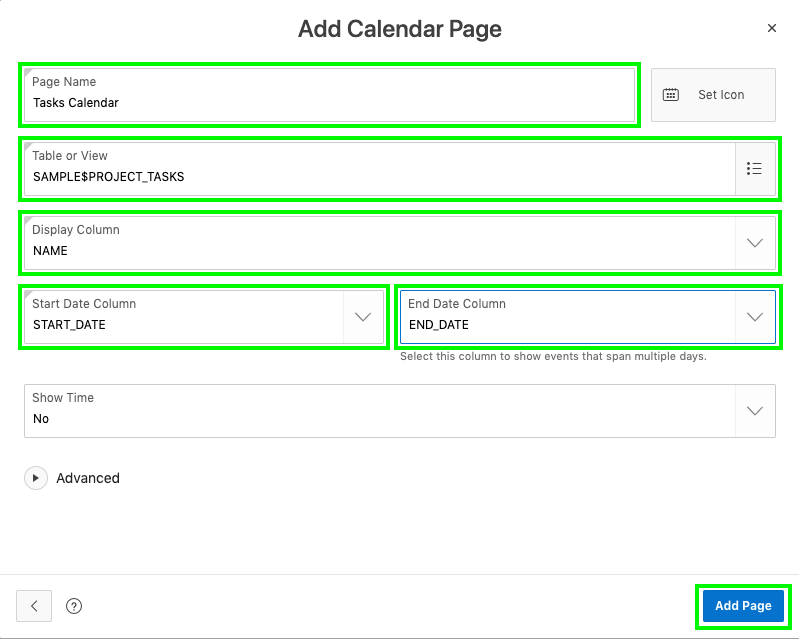 Add Calendar Page
Page Name
Tasks Calendar
Set Icon
Table or View
SAMPLE$PROJECT_TASKS
Display Column
NAME
Start Date Column
START_DATE
End Date Column
END_DATE
Select this column to show events that span multiple days.
Show Time
No
Advanced
Add Page